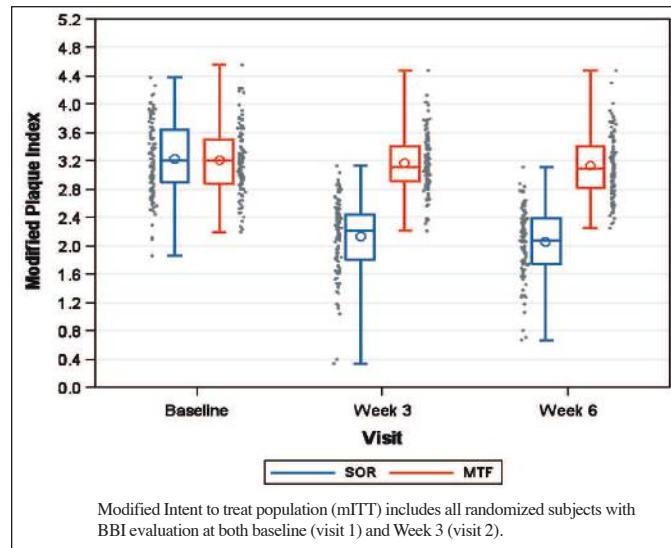 5.2
4.8
4.4
4.0
3.6
3.2
2.8
2.4
2.0
1.6
1.2
0.8
0.4
0.0
Modified Plaque Index
Baseline
Week 3
Week 6
Visit
SOR
MTF
Modified Intent to treat population (mITT) includes all randomized subjects with
BBI evaluation at both baseline (visit 1) and Week 3 (visit 2).